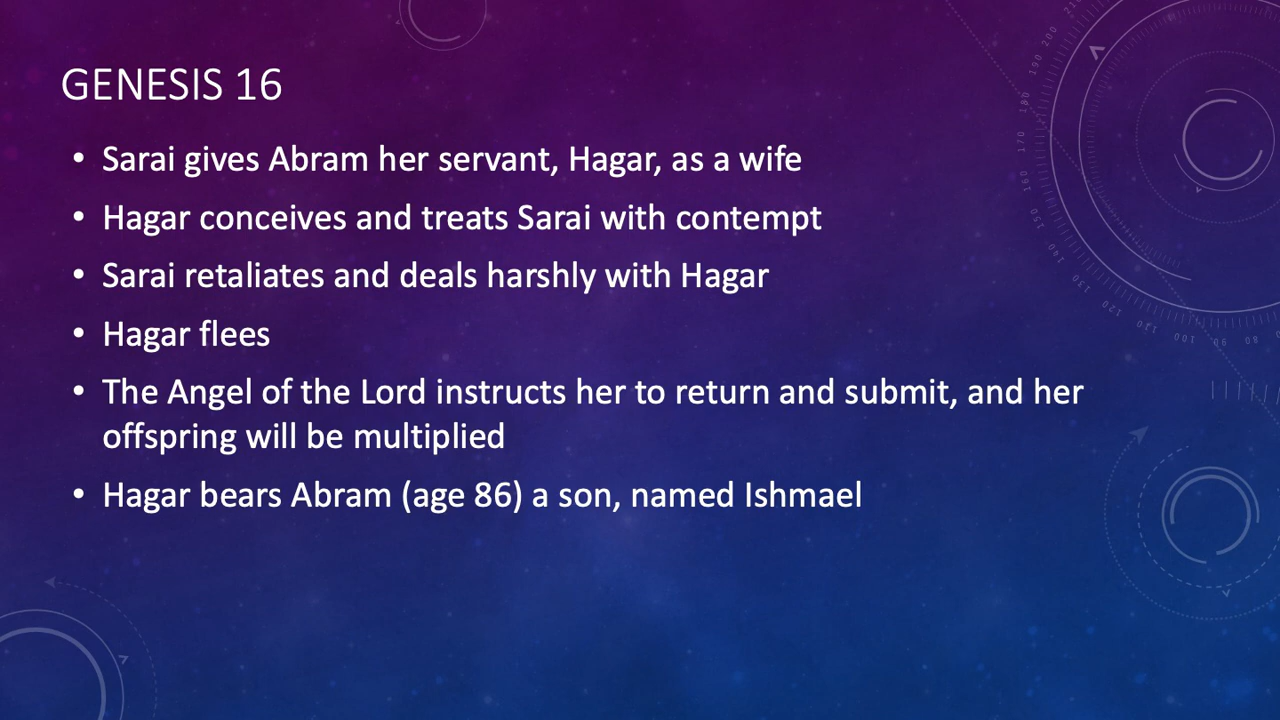 GENESIS 16
• Sarai gives Abram her servant, Hagar, as a wife
• Hagar conceives and treats Sarai with contempt
• Sarai retaliates and deals harshly with Hagar
• Hagar flees
• The Angel of the Lord instructs her to return and submit, and her
offspring will be multiplied
• Hagar bears Abram (age 86) a son, named Ishmael